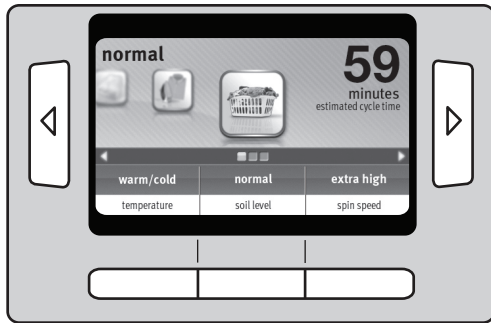 normal
59
minutes
estimated cycle time
warm/cold normal extra high
temperature soil level spin speed